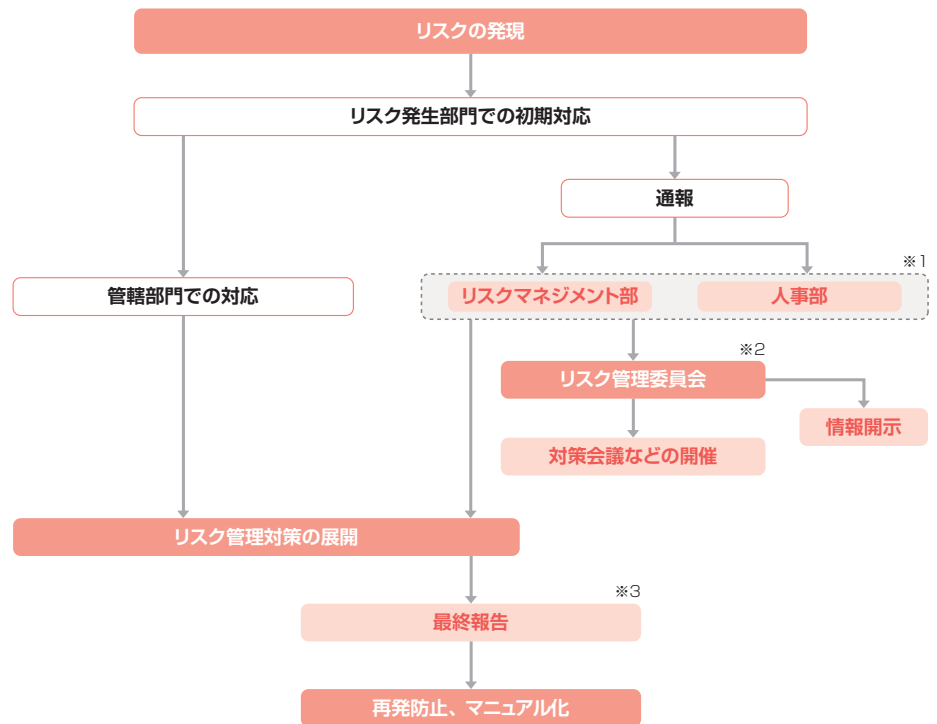 リスクの発現
リスク発生部門での初期対応
通報
※1
管轄部門での対応
リスクマネジメント部
人事部
※2
リスク管理委員会
情報開示
対策会議などの開催
リスク管理対策の展開
※3
最終報告
再発防止、マニュアル化